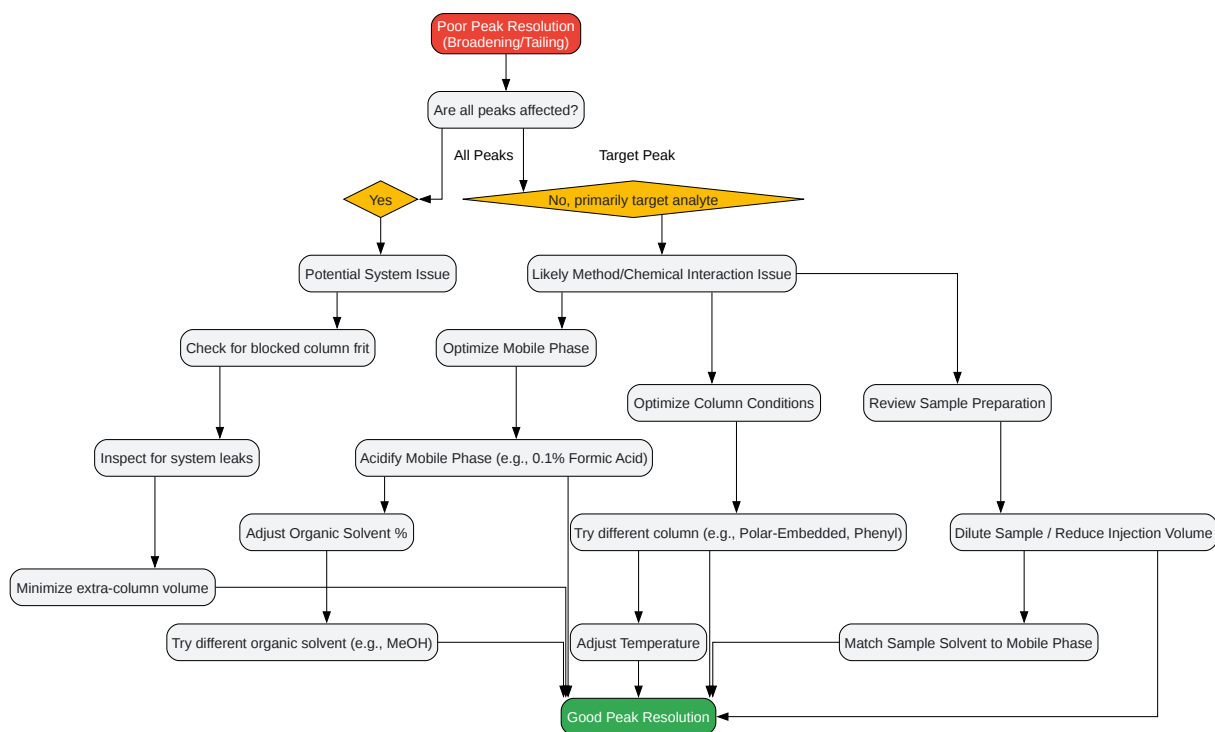 Poor Peak Resolution
(Broadening/Tailing)
Are all peaks affected?
All Peaks
Target Peak
Yes
No, primarily target analyte
Potential System Issue
Likely Method/Chemical Interaction Issue
Check for blocked column frit
Optimize Mobile Phase
Optimize Column Conditions
Review Sample Preparation
Inspect for system leaks
Acidify Mobile Phase (e.g., 0.1% Formic Acid)
Adjust Organic Solvent %
Try different column (e.g., Polar-Embedded, Phenyl)
Dilute Sample / Reduce Injection Volume
Minimize extra-column volume
Try different organic solvent (e.g., MeOH)
Adjust Temperature
Match Sample Solvent to Mobile Phase
Good Peak Resolution